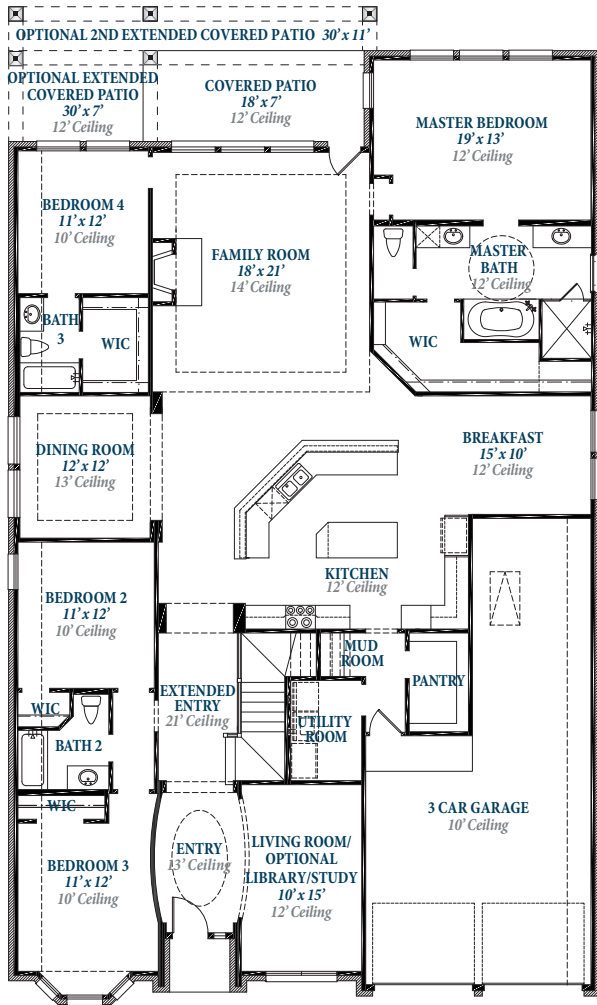 OPTIONAL 2ND EXTENDED COVERED PATIO 30' x 11'
OPTIONAL EXTENDED
COVERED PATIO
30' x 7'
12' Ceiling
COVERED PATIO
18' x 7'
12' Ceiling
MASTER BEDROOM
19' x 13'
12' Ceiling
BEDROOM 4
11' x 12'
10' Ceiling
FAMILY ROOM
18' x 21'
14' Ceiling
MASTER
BATH
12' Ceiling
BATH
3
WIC
WIC
DINING ROOM
12' x 12'
13' Ceiling
BREAKFAST
15' x 10'
12' Ceiling
KITCHEN
12' Ceiling
BEDROOM 2
11' x 12'
10' Ceiling
MUD
ROOM
PANTRY
EXTENDED
ENTRY
21' Ceiling
UTILITY
ROOM
WIC
BATH 2
WIC
BEDROOM 3
11' x 12'
10' Ceiling
ENTRY
13' Ceiling
LIVING ROOM/
OPTIONAL
LIBRARY/STUDY
10' x 15'
12' Ceiling
3 CAR GARAGE
10' Ceiling